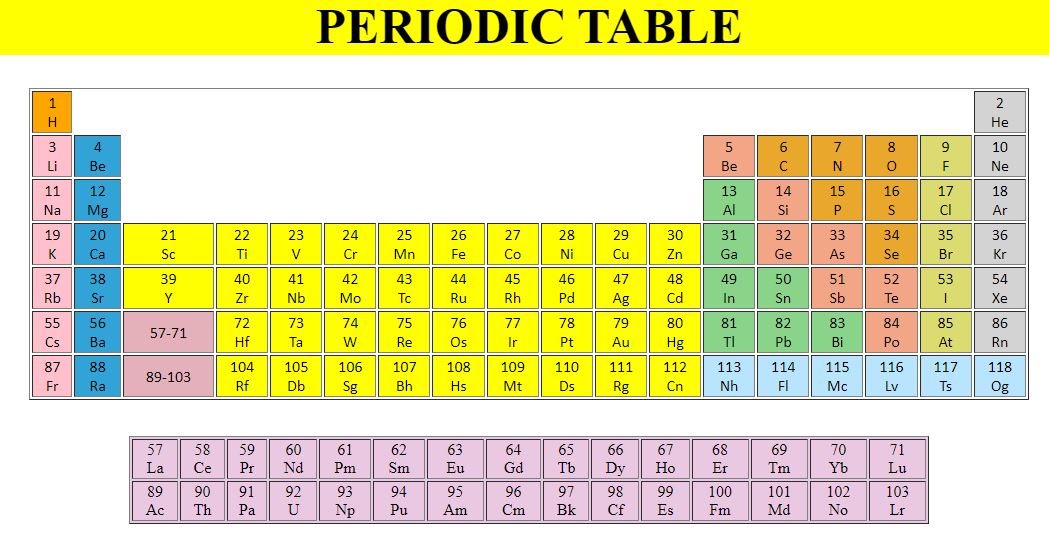 PERIODIC TABLE
1 2
H He
3 4 5 6 7 8 9 10
Li Be Be C N O F Ne
11 12 13 14 15 16 17 18
Na Mg Al Si P S Cl Ar
19 20 21 22 23 24 25 26 27 28 29 30 31 32 33 34 35 36
K Ca Sc Ti V Cr Mn Fe Co Ni Cu Zn Ga Ge As Se Br Kr
37 38 39 40 41 42 43 44 45 46 47 48 49 50 51 52 53 54
Rb Sr Y Zr Nb Mo Tc Ru Rh Pd Ag Cd In Sn Sb Te I Xe
55 56 57-71 72 73 74 75 76 77 78 79 80 81 82 83 84 85 86
Cs Ba Hf Ta W Re Os Ir Pt Au Hg Tl Pb Bi Po At Rn
87 88 89-103 104 105 106 107 108 109 110 111 112 113 114 115 116 117 118
Fr Ra Rf Db Sg Bh Hs Mt Ds Rg Cn Nh Fl Mc Lv Ts Og
57 58 59 60 61 62 63 64 65 66 67 68 69 70 71
La Ce Pr Nd Pm Sm Eu Gd Tb Dy Ho Er Tm Yb Lu
89 90 91 92 93 94 95 96 97 98 99 100 101 102 103
Ac Th Pa U Np Pu Am Cm Bk Cf Es Fm Md No Lr